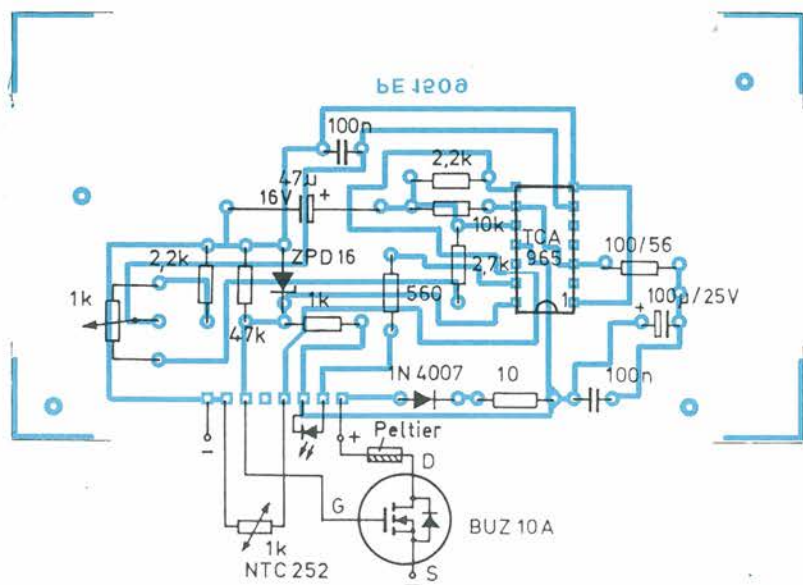 PE 1509
100n
2,2k
47µ
16V
+
10k
TCA
965
2,2k
ZPD 16
2,7k
100/56
1k
560
1
+
100µ/25V
47k
1k
1N 4007
10
100n
-
+
Peltier
D
G
BUZ 10A
1k
NTC 252
S